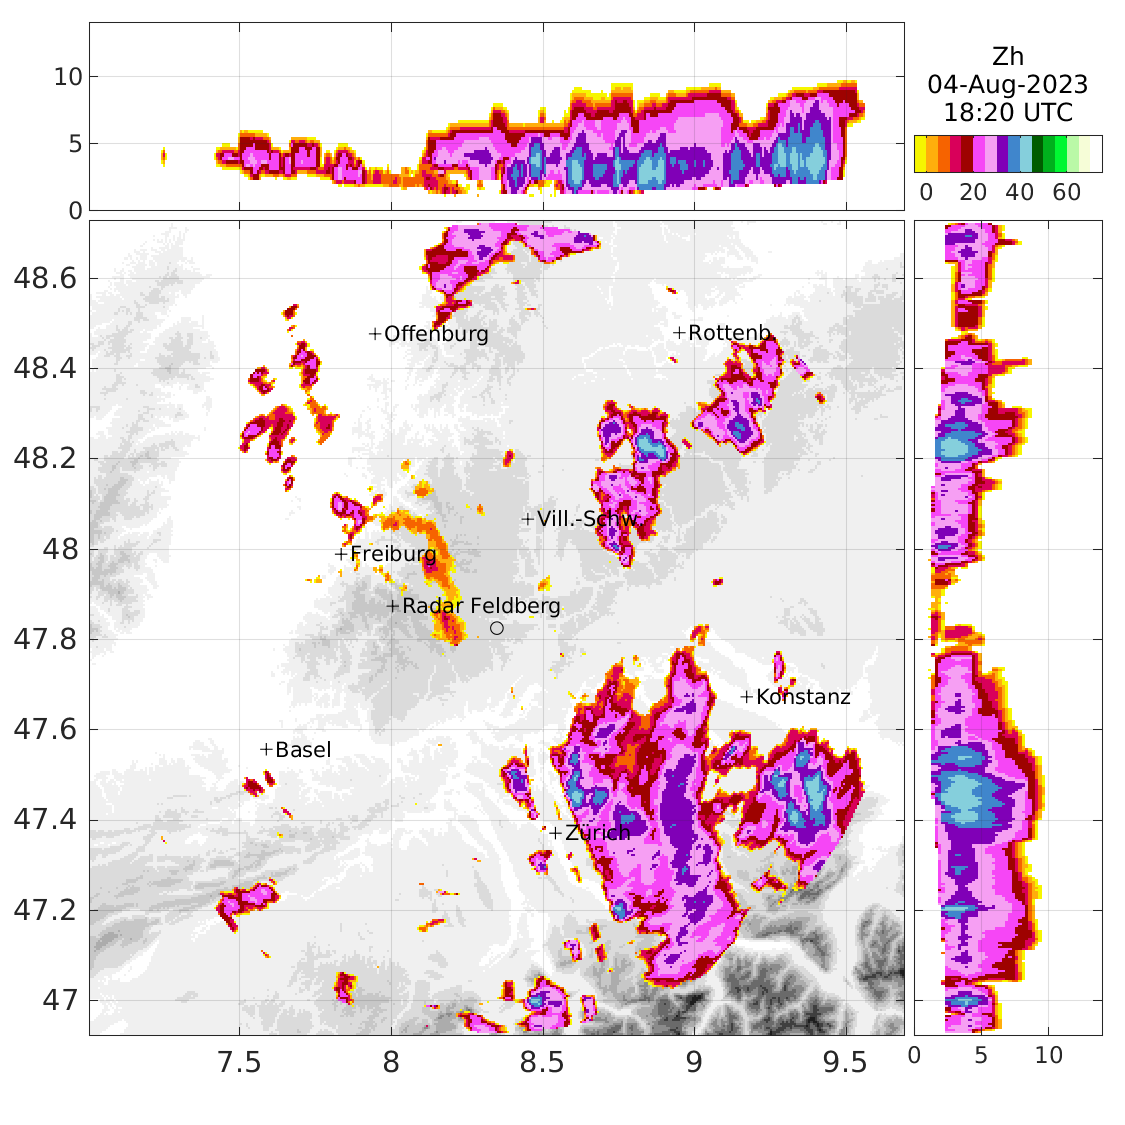 Zh
04-Aug-2023
18:20 UTC
0 20 40 60
10
5
0
48.6
48.4
48.2
48
47.8
47.6
47.4
47.2
47
+Offenburg
+Rottenb.
+Vill.-Schw.
+Freiburg
+Radar Feldberg
+Konstanz
+Basel
+Zürich
7.5 8 8.5 9 9.5
0 5 10